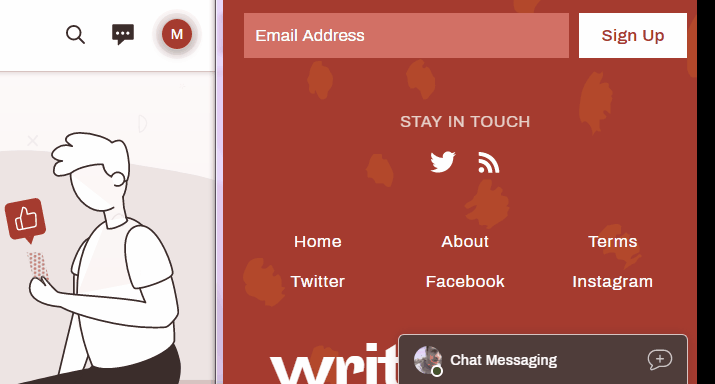 M
Email Address
Sign Up
STAY IN TOUCH
Home About Terms
Twitter Facebook Instagram
writ
Chat Messaging